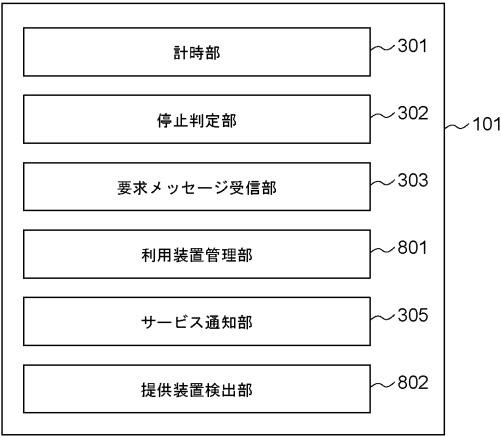 計時部
301
停止判定部
302
101
要求メッセージ受信部
303
利用装置管理部
801
サービス通知部
305
提供装置検出部
802